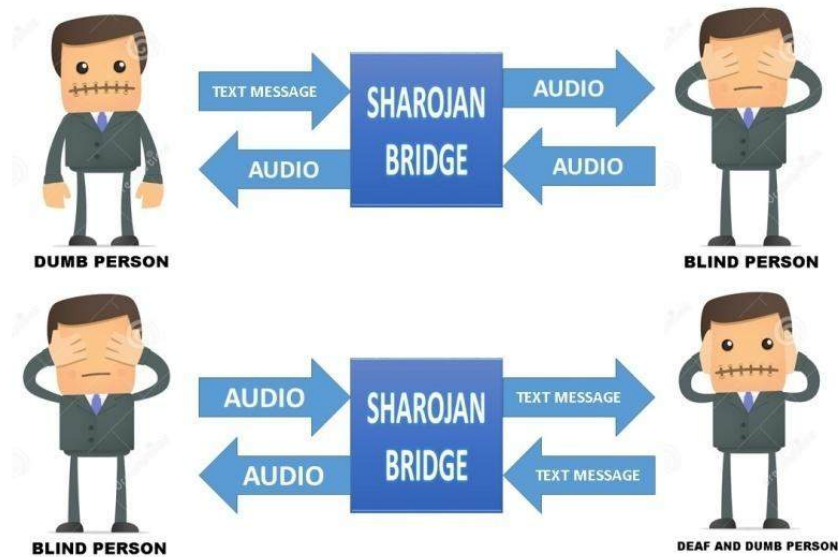 TEXT MESSAGE
SHAROJAN
BRIDGE
AUDIO
AUDIO
AUDIO
DUMB PERSON
BLIND PERSON
AUDIO
SHAROJAN
BRIDGE
TEXT MESSAGE
AUDIO
TEXT MESSAGE
BLIND PERSON
DEAF AND DUMB PERSON